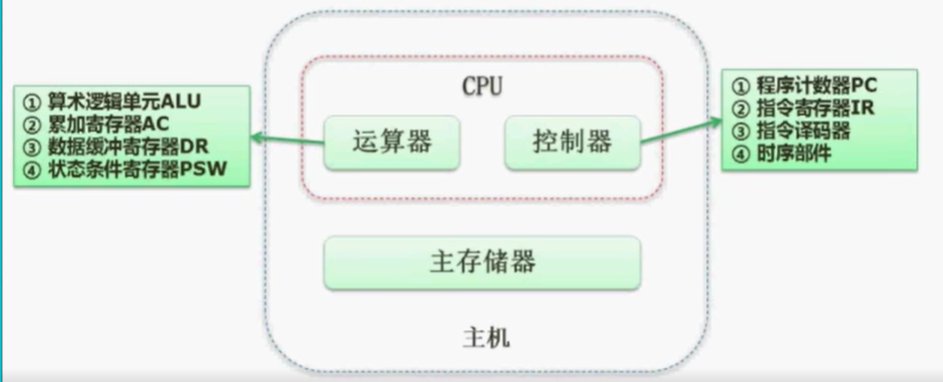 CPU
① 算术逻辑单元ALU
② 累加寄存器AC
③ 数据缓冲寄存器DR
④ 状态条件寄存器PSW
运算器
控制器
① 程序计数器PC
② 指令寄存器IR
③ 指令译码器
④ 时序部件
主存储器
主机